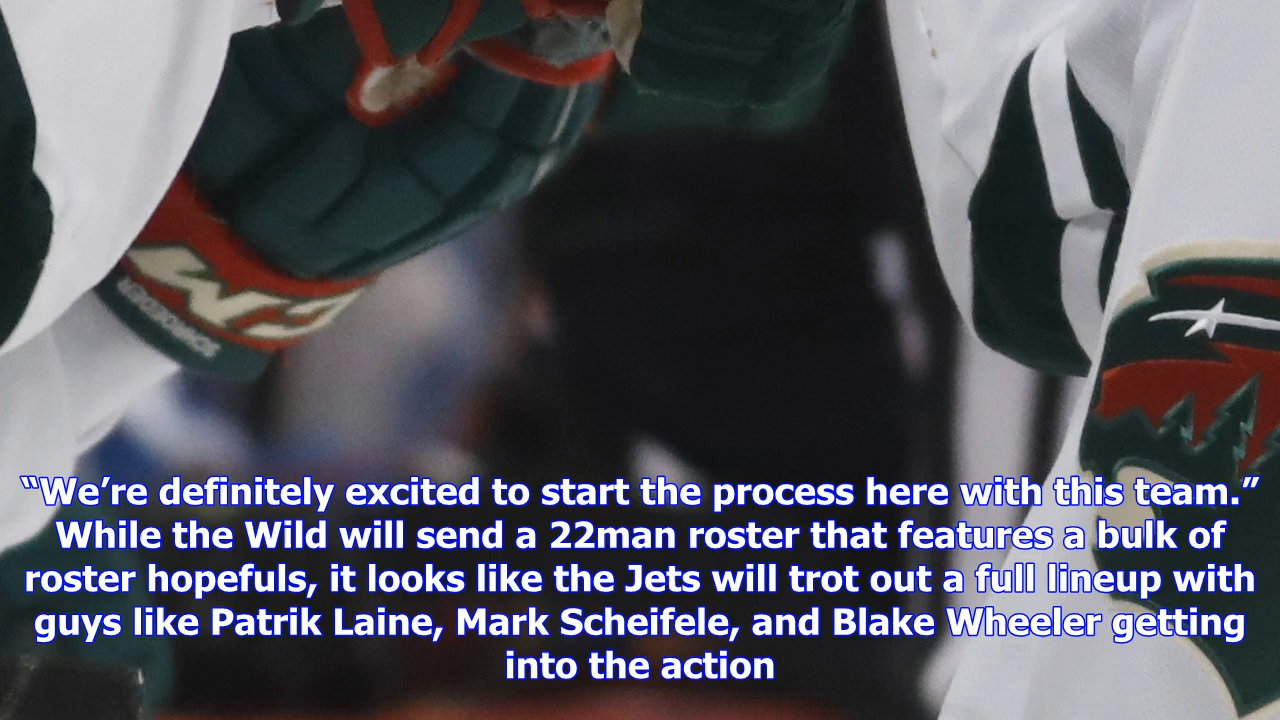 “We’re definitely excited to start the process here with this team.”
While the Wild will send a 22man roster that features a bulk of
roster hopefuls, it looks like the Jets will trot out a full lineup with
guys like Patrik Laine, Mark Scheifele, and Blake Wheeler getting
into the action